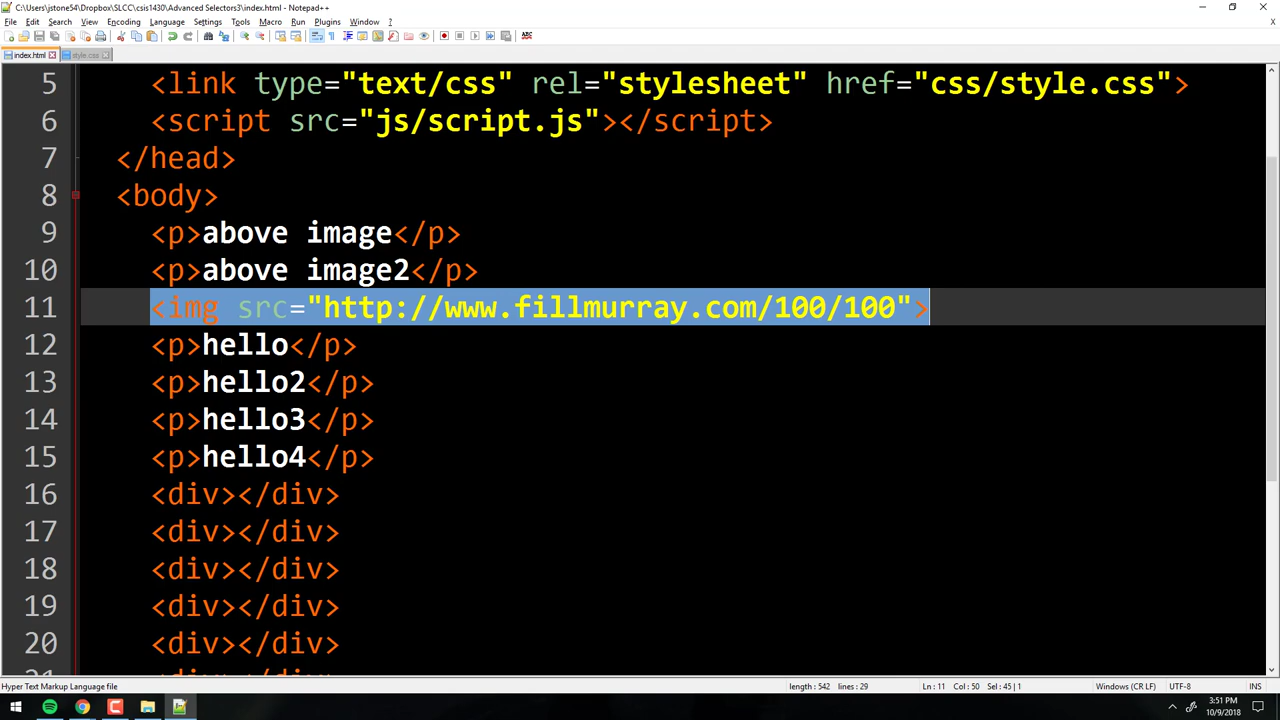 C:\Users\jstone54\Dropbox\SLCC\csis1430\Advanced Selectors3\index.html - Notepad++
File Edit Search View Encoding Language Settings Tools Macro Run Plugins Window ?
index.html style.css
5 <link type="text/css" rel="stylesheet" href="css/style.css">
6 <script src="js/script.js"></script>
7 </head>
8 <body>
9 <p>above image</p>
10 <p>above image2</p>
11 <img src="http://www.fillmurray.com/100/100">
12 <p>hello</p>
13 <p>hello2</p>
14 <p>hello3</p>
15 <p>hello4</p>
16 <div></div>
17 <div></div>
18 <div></div>
19 <div></div>
20 <div></div>
21 <div></div>
Hyper Text Markup Language file length : 542 lines : 29 Ln : 11 Col : 50 Sel : 45 | 1 Windows (CR LF) UTF-8 INS
3:51 PM
10/9/2018